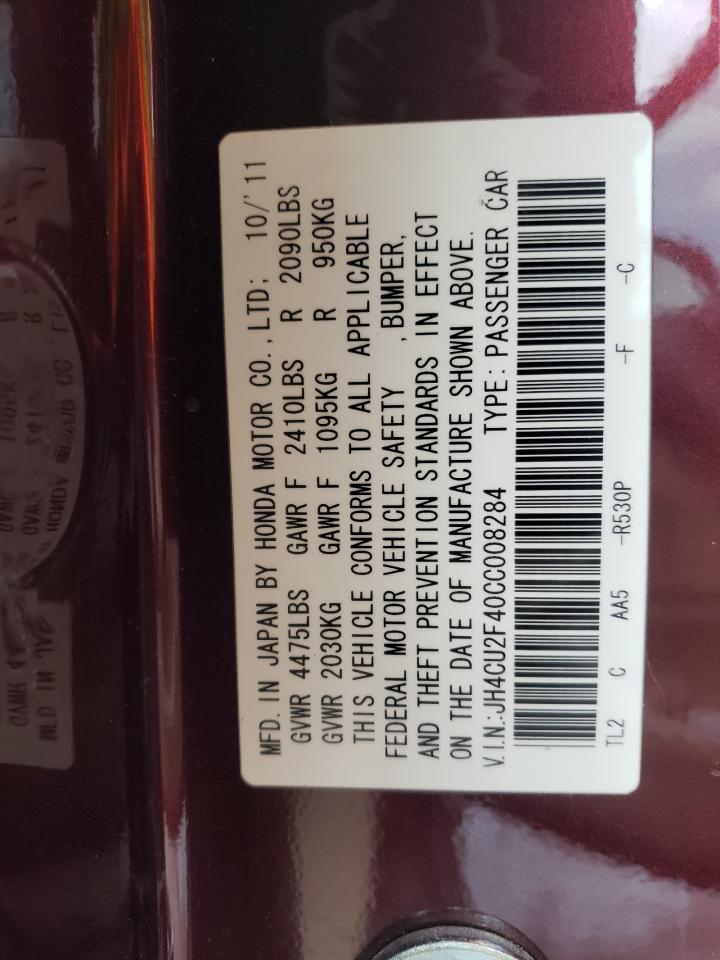 MFD. IN JAPAN BY HONDA MOTOR CO.,LTD; 10/'11
GVWR 4475LBS GAWR F 2410LBS R 2090LBS
GVWR 2030KG GAWR F 1095KG R 950KG
THIS VEHICLE CONFORMS TO ALL APPLICABLE
FEDERAL MOTOR VEHICLE SAFETY ,BUMPER,
AND THEFT PREVENTION STANDARDS IN EFFECT
ON THE DATE OF MANUFACTURE SHOWN ABOVE.
V.I.N.:JH4CU2F40CC008284 TYPE:PASSENGER CAR
TL2 C AA5 -R530P -F -C